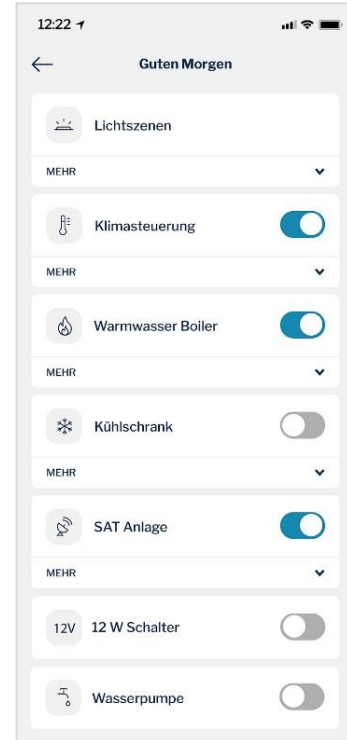 12:22
Guten Morgen
Lichtszenen
MEHR
Klimasteuerung
MEHR
Warmwasser Boiler
MEHR
Kühlschrank
MEHR
SAT Anlage
MEHR
12V 12 W Schalter
Wasserpumpe